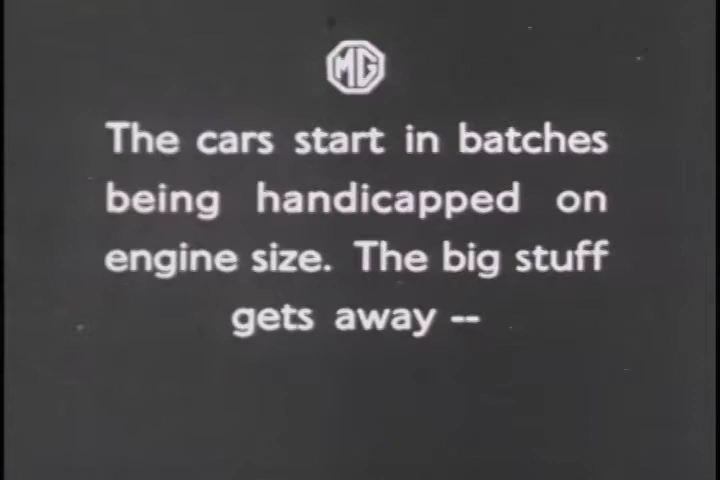 MG
The cars start in batches
being handicapped on
engine size. The big stuff
gets away --